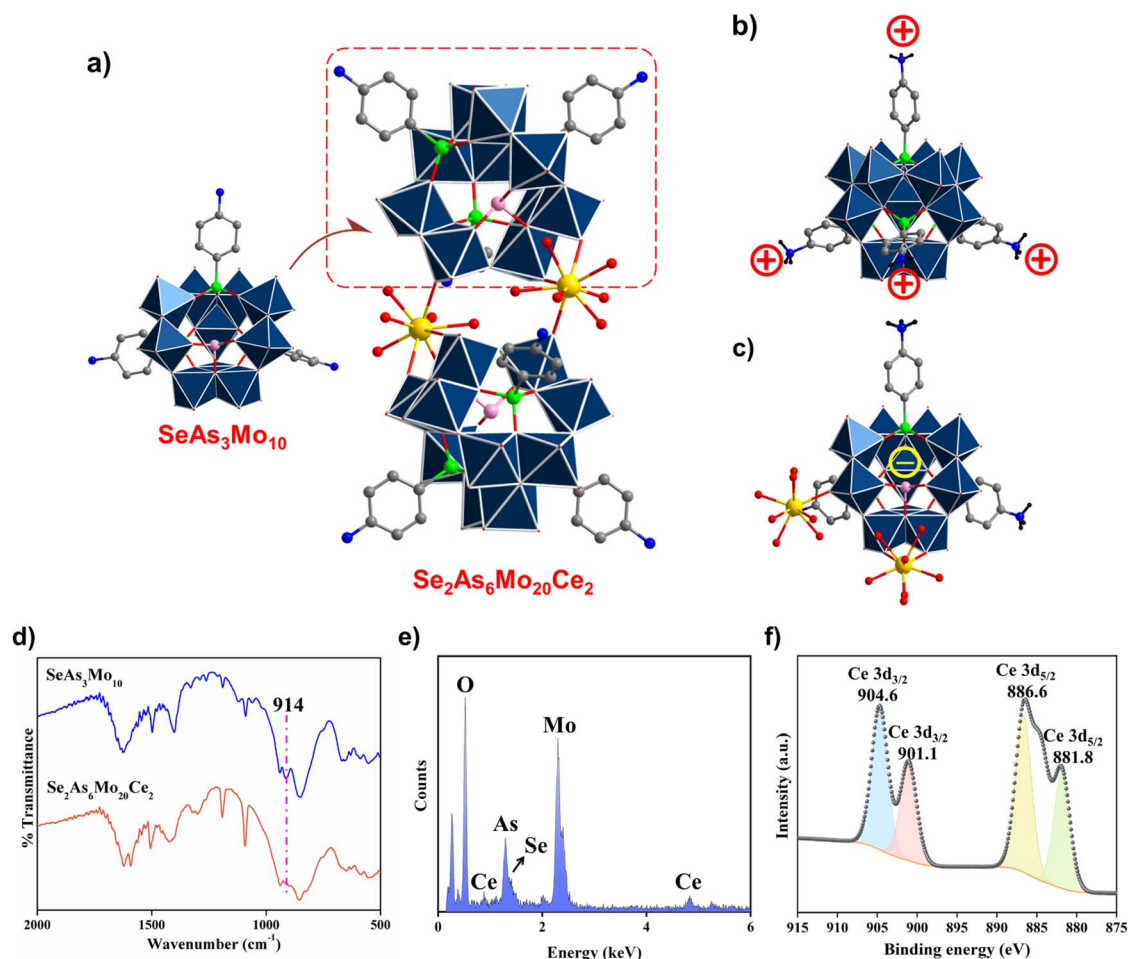 a)
SeAs₃Mo₁₀
Se₂As₆Mo₂₀Ce₂
b)
+
+
+
+
c)
−
d)
SeAs₃Mo₁₀
914
Se₂As₆Mo₂₀Ce₂
% Transmittance
2000 1500 1000 500
Wavenumber (cm⁻¹)
e)
O
Mo
As
Se
Ce
Ce
Counts
0 2 4 6
Energy (keV)
f)
Ce 3d₃/₂
904.6
Ce 3d₃/₂
901.1
Ce 3d₅/₂
886.6
Ce 3d₅/₂
881.8
Intensity (a.u.)
915 905 900 895 890 885 880 875
Binding energy (eV)